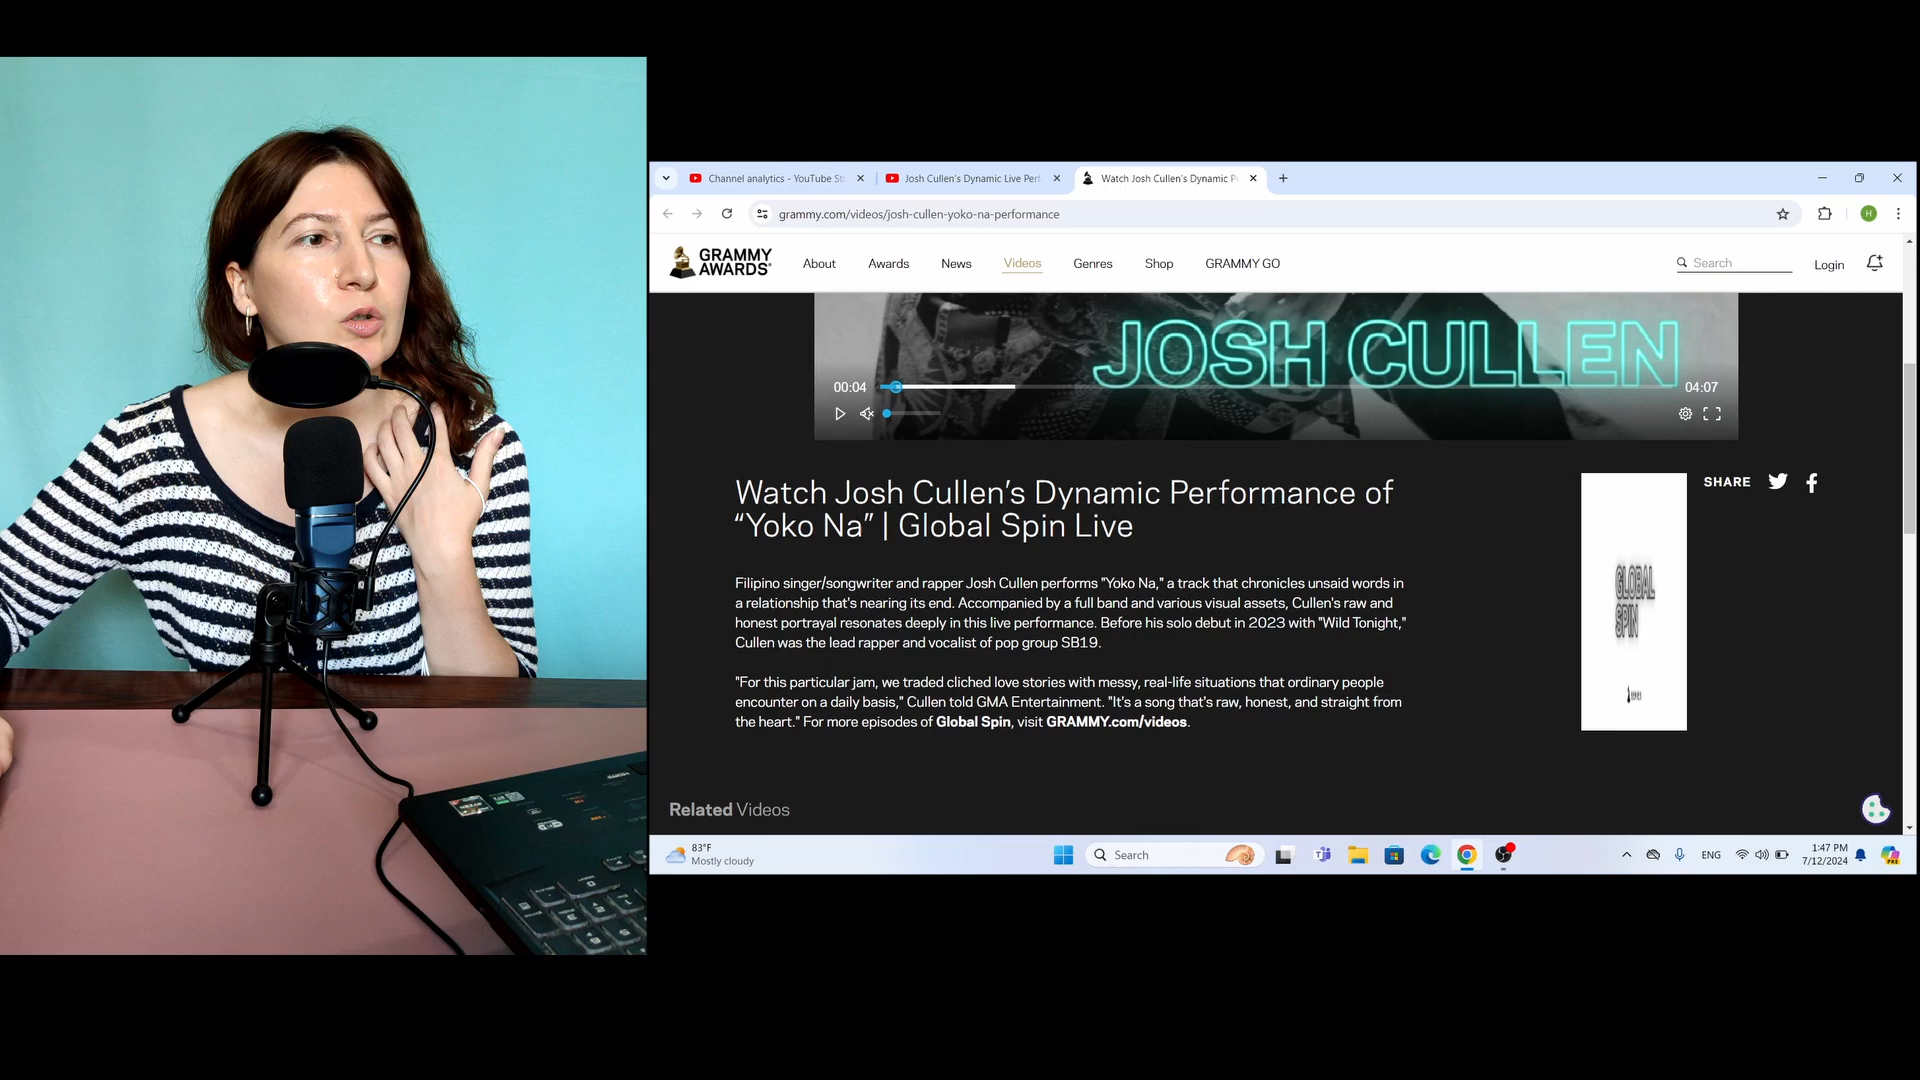 Channel analytics - YouTube St
Josh Cullen's Dynamic Live Perf
Watch Josh Cullen's Dynamic P
grammy.com/videos/josh-cullen-yoko-na-performance
H
GRAMMY
AWARDS
About
Awards
News
Videos
Genres
Shop
GRAMMY GO
Search
Login
JOSH CULLEN
00:04
04:07
Watch Josh Cullen's Dynamic Performance of
“Yoko Na” | Global Spin Live
SHARE
GLOBAL
SPIN
Filipino singer/songwriter and rapper Josh Cullen performs "Yoko Na," a track that chronicles unsaid words in
a relationship that's nearing its end. Accompanied by a full band and various visual assets, Cullen's raw and
honest portrayal resonates deeply in this live performance. Before his solo debut in 2023 with "Wild Tonight,"
Cullen was the lead rapper and vocalist of pop group SB19.
"For this particular jam, we traded cliched love stories with messy, real-life situations that ordinary people
encounter on a daily basis," Cullen told GMA Entertainment. "It's a song that's raw, honest, and straight from
the heart." For more episodes of Global Spin, visit GRAMMY.com/videos.
Related Videos
83°F
Mostly cloudy
Search
ENG
1:47 PM
7/12/2024
PRE